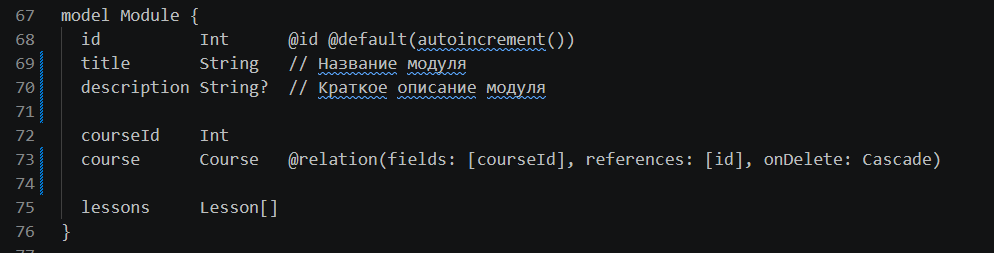 67 model Module {
68 id Int @id @default(autoincrement())
69 title String // Название модуля
70 description String? // Краткое описание модуля
71
72 courseId Int
73 course Course @relation(fields: [courseId], references: [id], onDelete: Cascade)
74
75 lessons Lesson[]
76 }